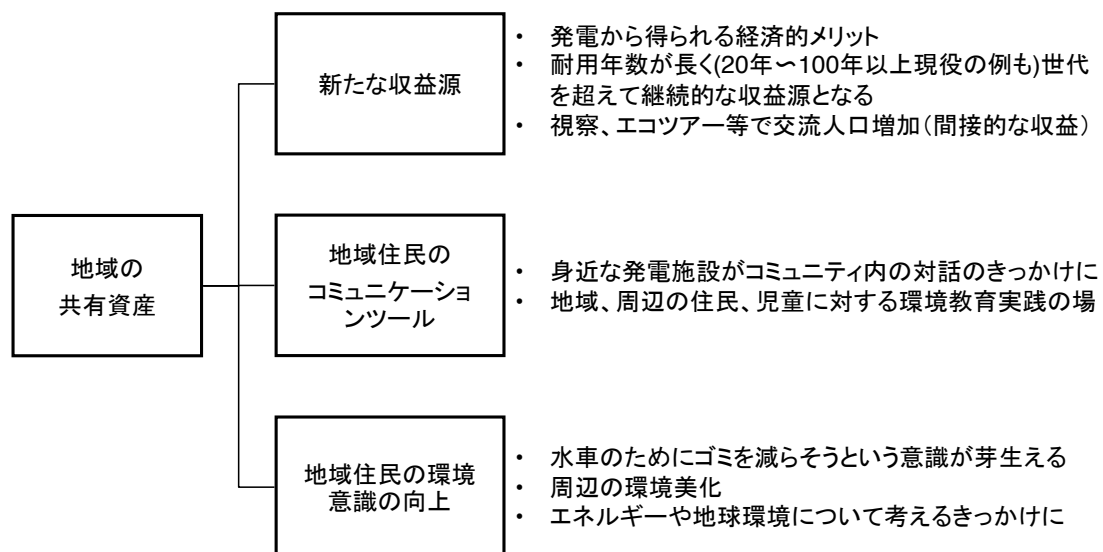 新たな収益源
・ 発電から得られる経済的メリット
・ 耐用年数が長く(20年〜100年以上現役の例も)世代
を超えて継続的な収益源となる
・ 視察、エコツアー等で交流人口増加（間接的な収益）
地域の
共有資産
地域住民の
コミュニケーショ
ンツール
・ 身近な発電施設がコミュニティ内の対話のきっかけに
・ 地域、周辺の住民、児童に対する環境教育実践の場
地域住民の環境
意識の向上
・ 水車のためにゴミを減らそうという意識が芽生える
・ 周辺の環境美化
・ エネルギーや地球環境について考えるきっかけに